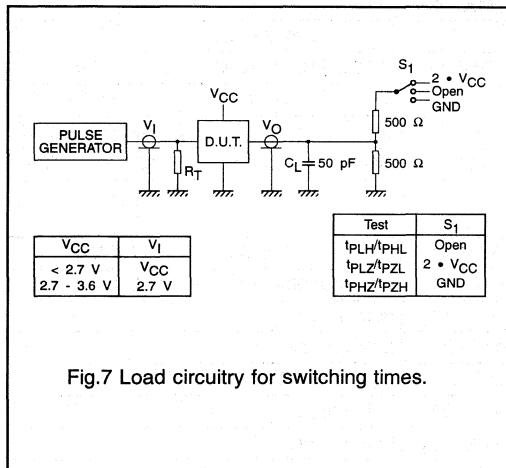 S1
2 • VCC
Open
GND
VCC
500 Ω
PULSE GENERATOR
VI
D.U.T.
VO
RT
CL
50 pF
500 Ω
VCC VI
< 2.7 V VCC
2.7 - 3.6 V 2.7 V
Test S1
tPLH/tPHL Open
tPLZ/tPZL 2 • VCC
tPHZ/tPZH GND
Fig.7 Load circuitry for switching times.